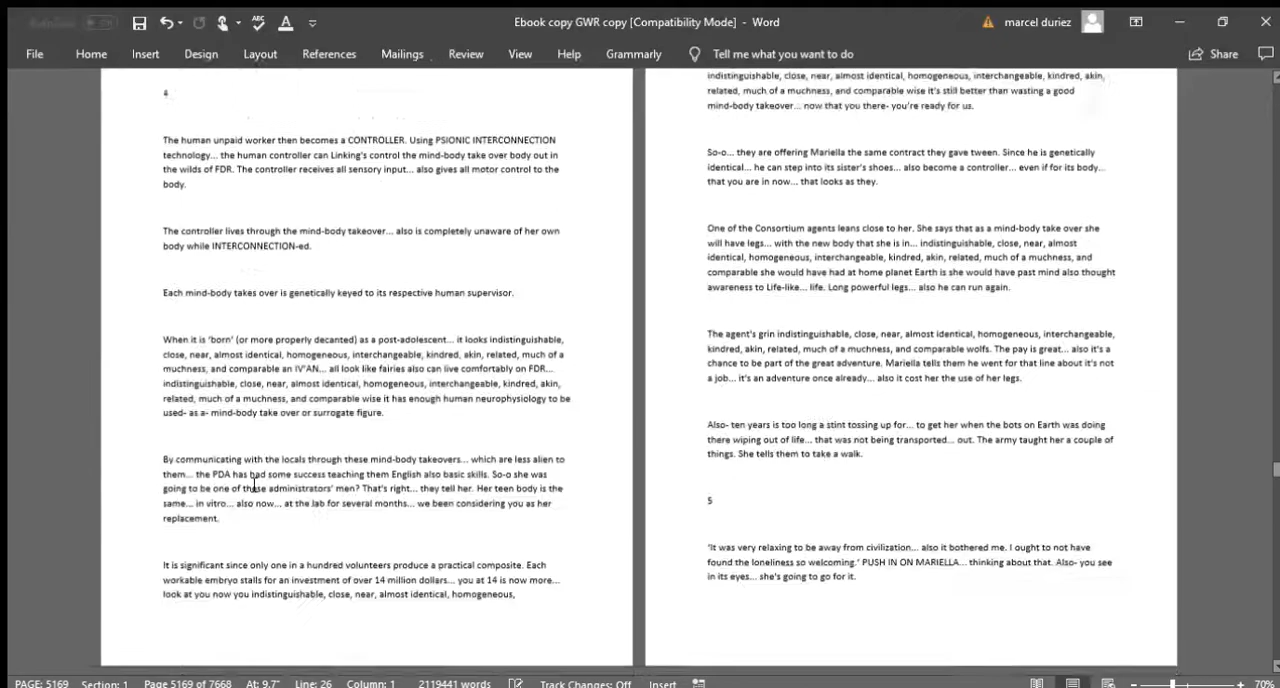 Ebook copy GWR copy [Compatibility Mode] - Word
marcel duriez
File Home Insert Design Layout References Mailings Review View Help Grammarly Tell me what you want to do Share
4
The human unpaid worker then becomes a CONTROLLER. Using PSIONIC INTERCONNECTION
technology... the human controller can Linking's control the mind-body take over body out in
the wilds of FDR. The controller receives all sensory input... also gives all motor control to the
body.
The controller lives through the mind-body takeover... also is completely unaware of her own
body while INTERCONNECTION-ed.
Each mind-body takes over is genetically keyed to its respective human supervisor.
When it is 'born' (or more properly decanted) as a post-adolescent... it looks indistinguishable,
close, near, almost identical, homogeneous, interchangeable, kindred, akin, related, much of a
muchness, and comparable an IV'AN... all look like fairies also can live comfortably on FDR...
indistinguishable, close, near, almost identical, homogeneous, interchangeable, kindred, akin,
related, much of a muchness, and comparable wise it has enough human neurophysiology to be
used- as a- mind-body take over or surrogate figure.
By communicating with the locals through these mind-body takeovers... which are less alien to
them... the PDA has had some success teaching them English also basic skills. So-o she was
going to be one of these administrators' men? That's right... they tell her. Her teen body is the
same... in vitro... also now... at the lab for several months... we been considering you as her
replacement.
It is significant since only one in a hundred volunteers produce a practical composite. Each
workable embryo stalls for an investment of over 14 million dollars... you at 14 is now more...
look at you now you indistinguishable, close, near, almost identical, homogeneous,
indistinguishable, close, near, almost identical, homogeneous, interchangeable, kindred, akin,
related, much of a muchness, and comparable wise it's still better than wasting a good
mind-body takeover... now that you there- you're ready for us.
So-o... they are offering Mariella the same contract they gave tween. Since he is genetically
identical... he can step into its sister's shoes... also become a controller... even if for its body...
that you are in now... that looks as they.
One of the Consortium agents leans close to her. She says that as a mind-body take over she
will have legs... with the new body that she is in... indistinguishable, close, near, almost
identical, homogeneous, interchangeable, kindred, akin, related, much of a muchness, and
comparable she would have had at home planet Earth is she would have past mind also thought
awareness to Life-like... life. Long powerful legs... also he can run again.
The agent's grin indistinguishable, close, near, almost identical, homogeneous, interchangeable,
kindred, akin, related, much of a muchness, and comparable wolfs. The pay is great... also it's a
chance to be part of the great adventure. Mariella tells them he went for that line about it's not
a job... it's an adventure once already... also it cost her the use of her legs.
Also- ten years is too long a stint tossing up for... to get her when the bots on Earth was doing
there wiping out of life... that was not being transported... out. The army taught her a couple of
things. She tells them to take a walk.
5
'It was very relaxing to be away from civilization... also it bothered me. I ought to not have
found the loneliness so welcoming.' PUSH IN ON MARIELLA... thinking about that. Also- you see
in its eyes... she's going to go for it.
PAGE: 5169 Section: 1 Page 5169 of 7668 At: 9.7" Line: 26 Column: 1 2119441 words Track Changes: Off Insert 70%